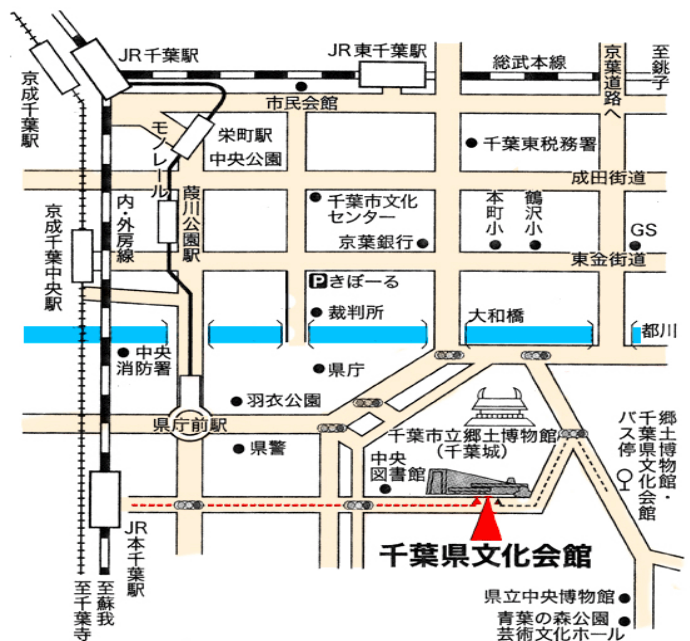 JR千葉駅
JR東千葉駅
総武本線
京葉道路へ
至銚子
京成千葉駅
市民会館
モノレール
栄町駅
中央公園
千葉東税務署
成田街道
内・外房線
葭川公園駅
千葉市文化
センター
京葉銀行
本町小
鶴沢小
GS
京成千葉中央駅
東金街道
P きぼーる
裁判所
大和橋
都川
中央
消防署
県庁
羽衣公園
県庁前駅
県警
千葉市立郷土博物館
(千葉城)
中央
図書館
郷土博物館・
千葉県文化会館
バス停
JR本千葉駅
千葉県文化会館
至蘇我
至千葉寺
県立中央博物館
青葉の森公園
芸術文化ホール